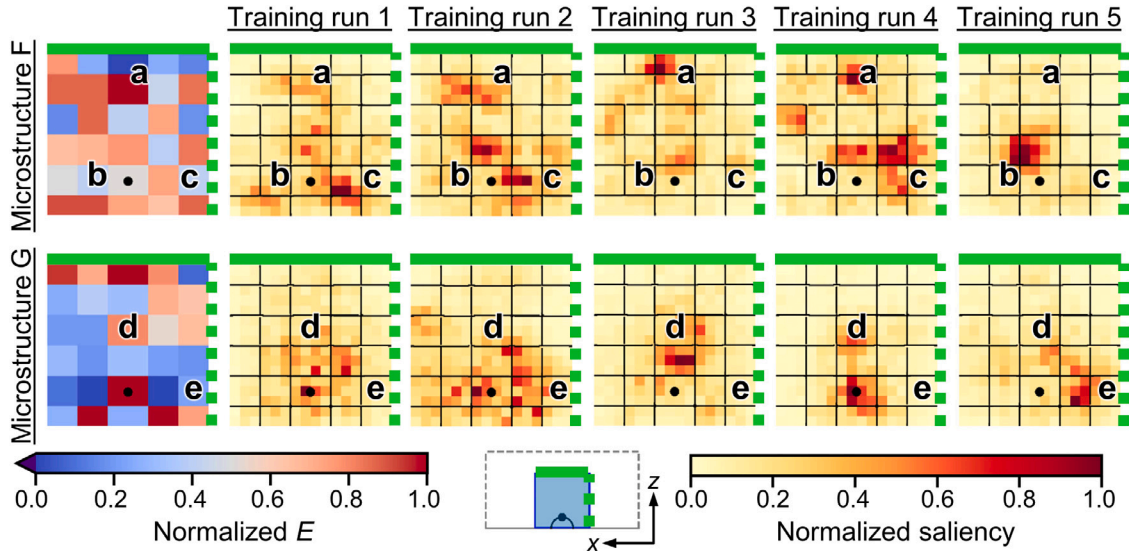 Training run 1 Training run 2 Training run 3 Training run 4 Training run 5
Microstructure F
a a a a a a
b c b c b c b c b c b c
Microstructure G
d d d d d d
e e e e e e
0.0 0.2 0.4 0.6 0.8 1.0
Normalized E
z
x
0.0 0.2 0.4 0.6 0.8 1.0
Normalized saliency